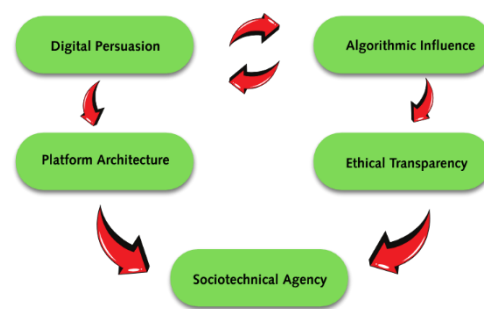 Digital Persuasion
Algorithmic Influence
Platform Architecture
Ethical Transparency
Sociotechnical Agency